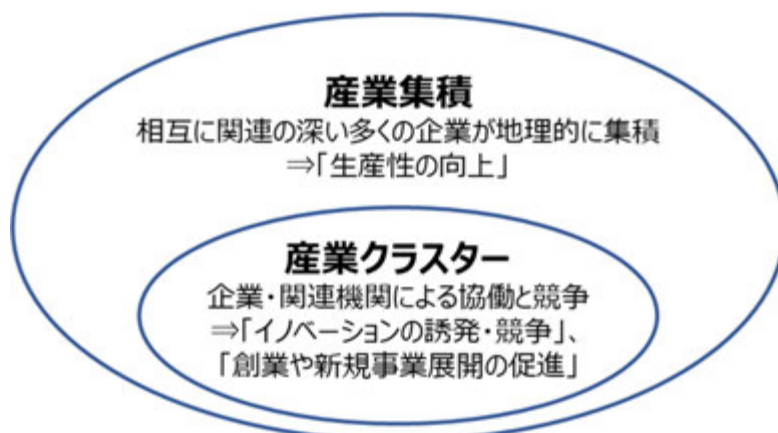 産業集積
相互に関連の深い多くの企業が地理的に集積
⇒「生産性の向上」
産業クラスター
企業・関連機関による協働と競争
⇒「イノベーションの誘発・競争」、
「創業や新規事業展開の促進」